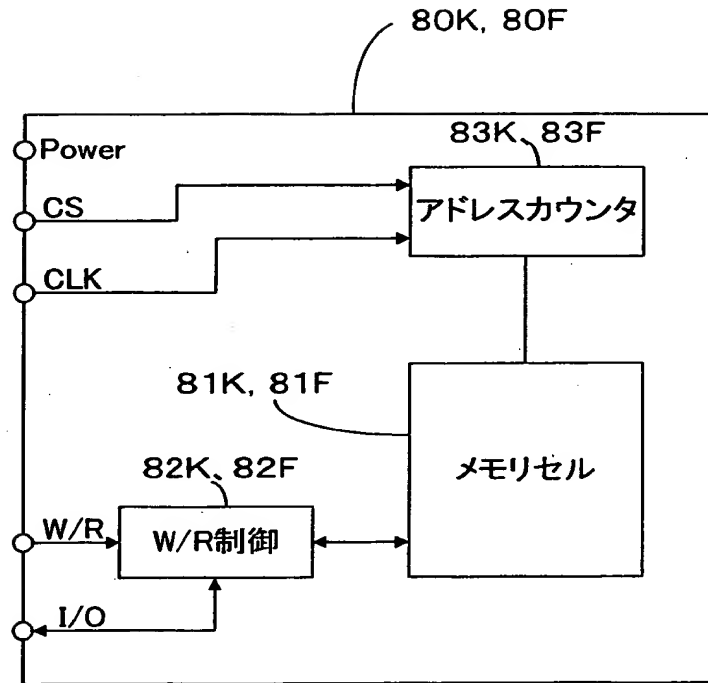 80K, 80F
Power
83K、83F
CS
アドレスカウンタ
CLK
81K, 81F
82K、82F
メモリセル
W/R
W/R制御
I/O